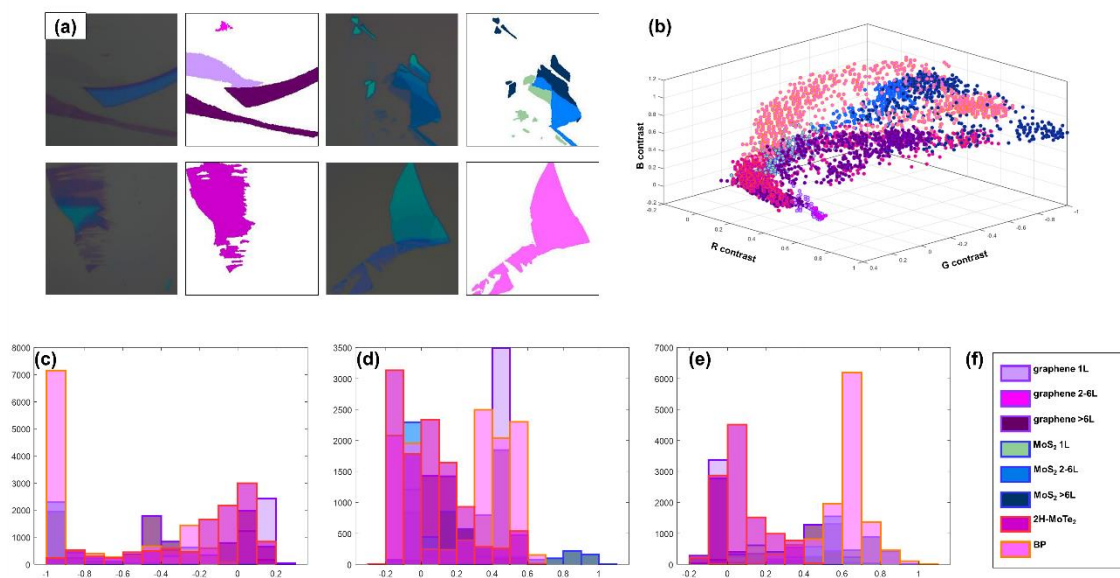 (a)
(b)
1.2
1
0.8
0.6
0.4
0.2
0
-0.2
B contrast
-0.2
0
0.2
0.4
0.6
0.8
1
R contrast
0.4
0.2
0
-0.2
-0.4
-0.6
-0.8
-1
G contrast
(c)
8000
7000
6000
5000
4000
3000
2000
1000
0
-1 -0.8 -0.6 -0.4 -0.2 0 0.2
(d)
3500
3000
2500
2000
1500
1000
500
0
-0.2 0 0.2 0.4 0.6 0.8 1
(e)
7000
6000
5000
4000
3000
2000
1000
0
-0.2 0 0.2 0.4 0.6 0.8 1
(f)
graphene 1L
graphene 2-6L
graphene >6L
MoS₂ 1L
MoS₂ 2-6L
MoS₂ >6L
2H-MoTe₂
BP